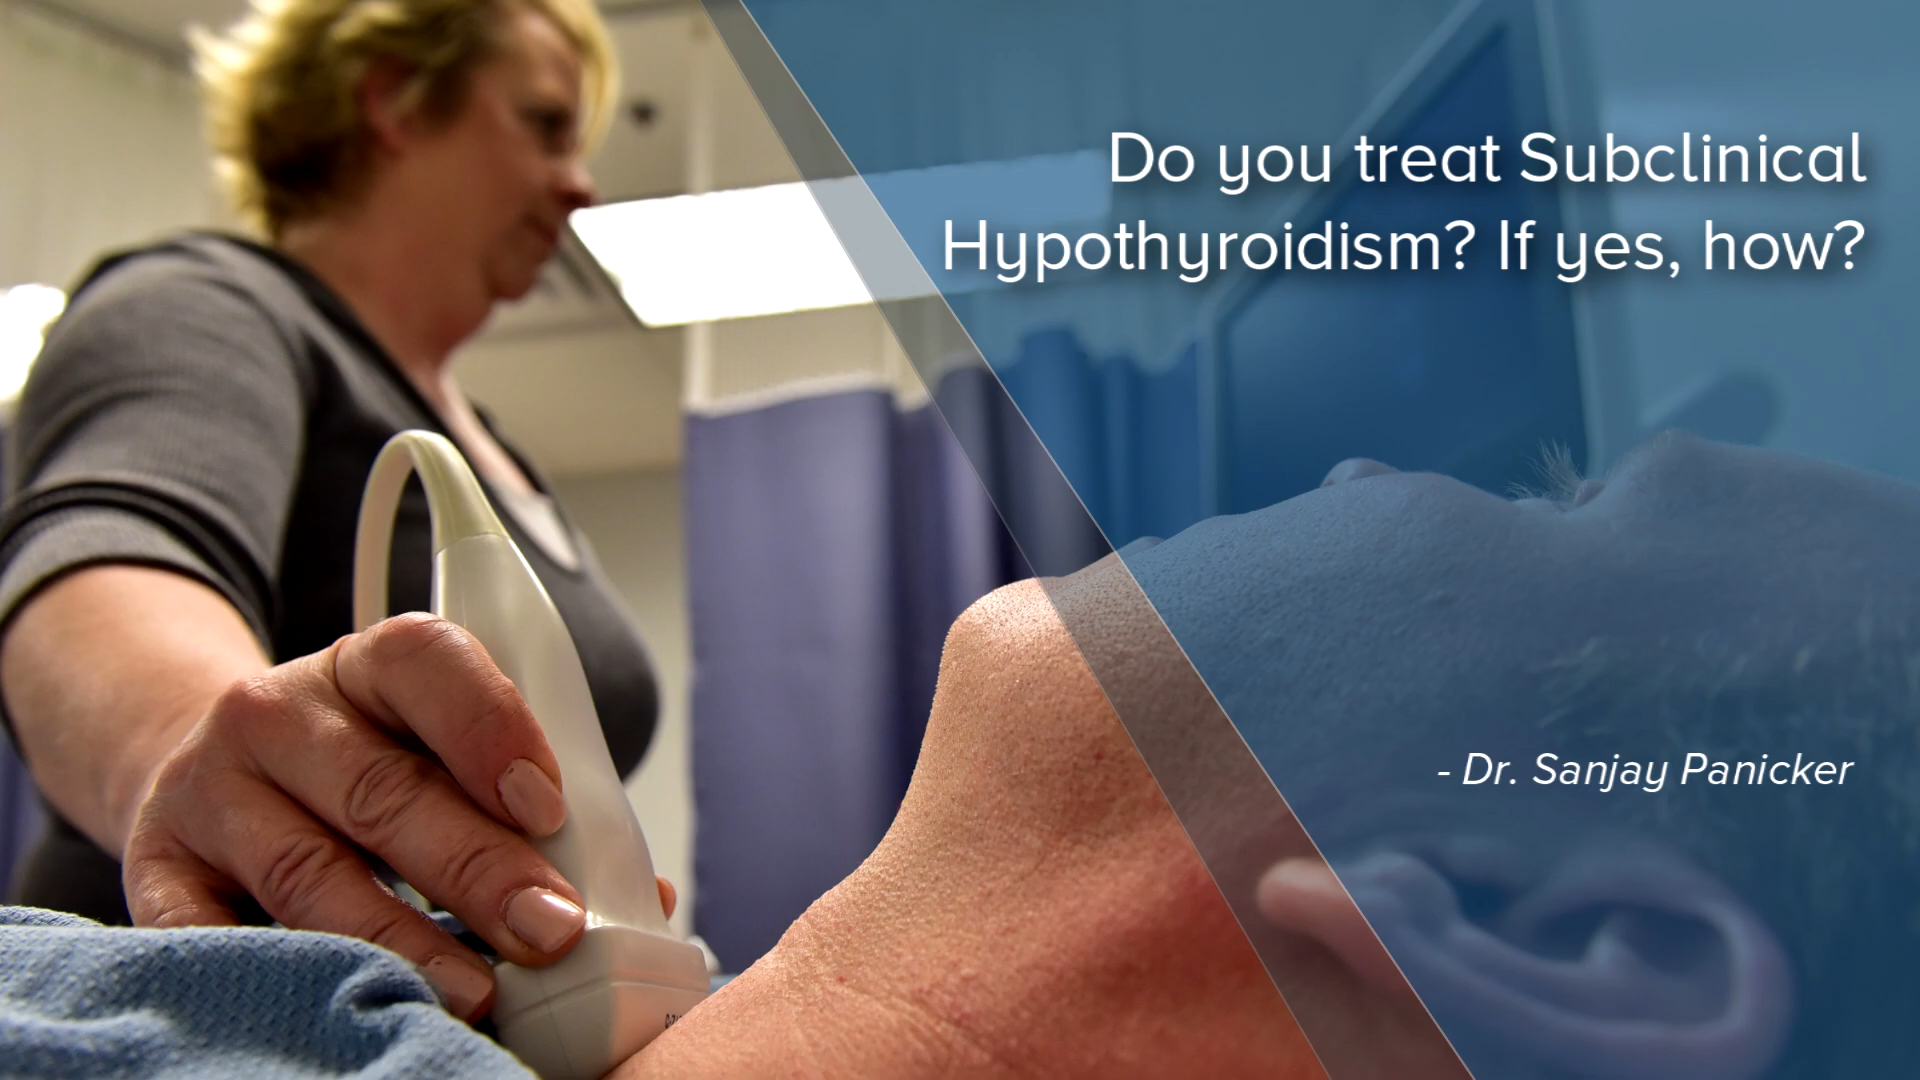 Do you treat Subclinical
Hypothyroidism? If yes, how?
- Dr. Sanjay Panicker